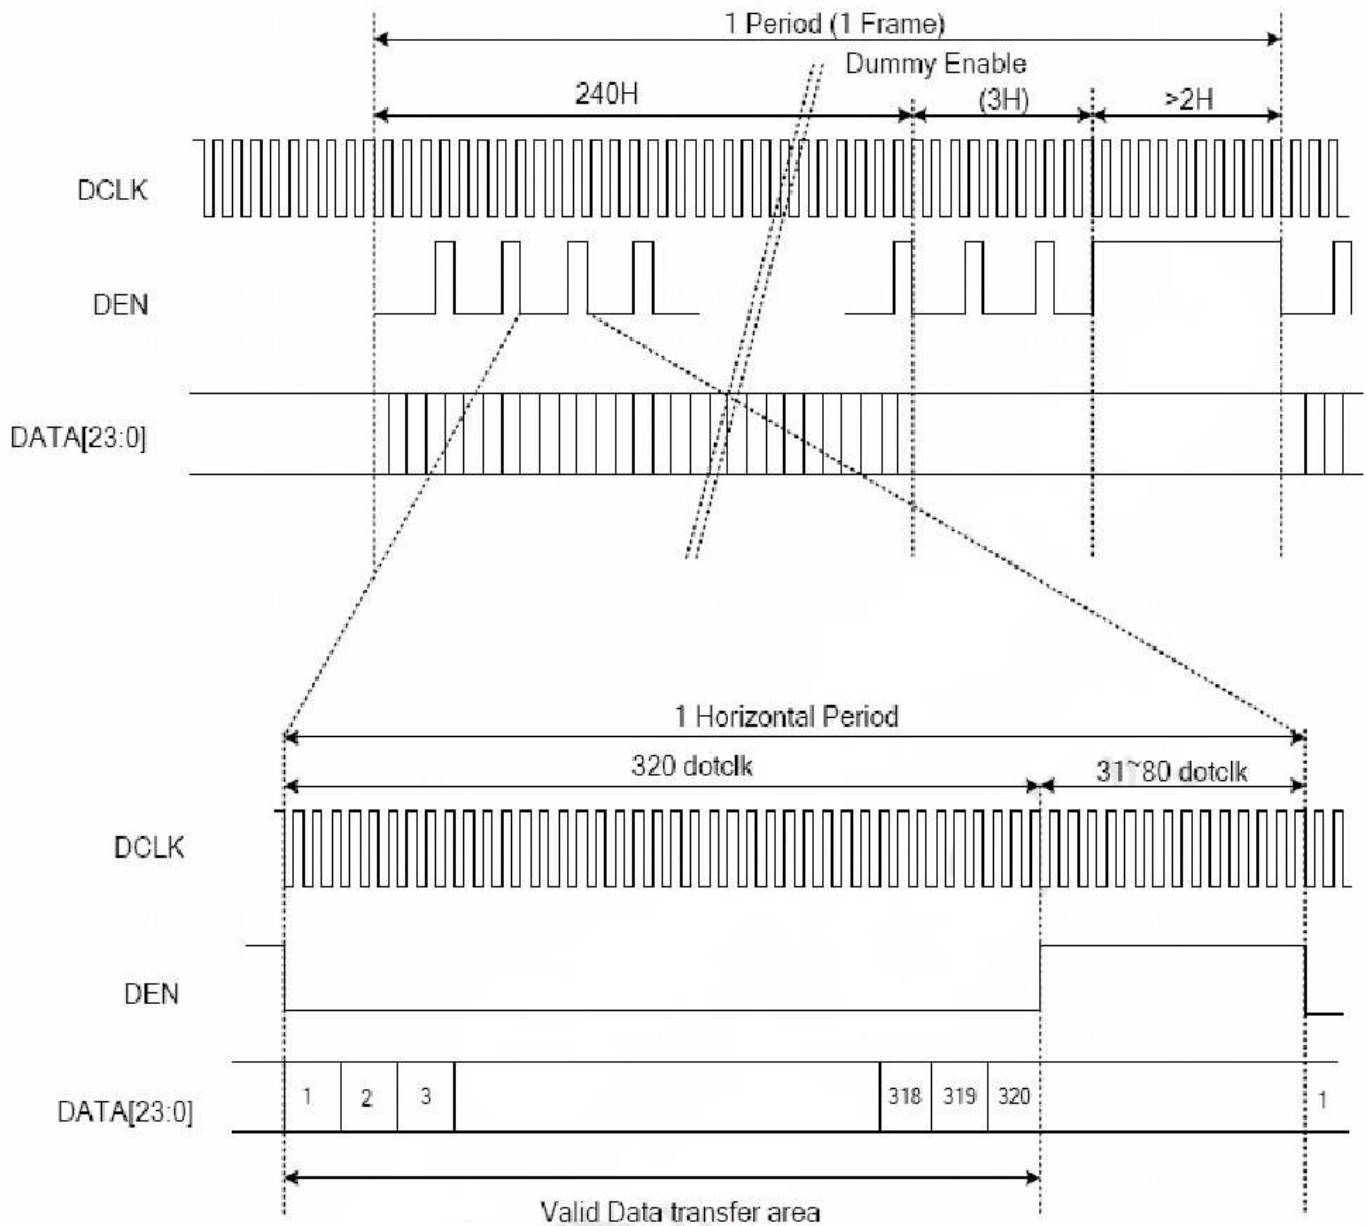 1 Period (1 Frame)
Dummy Enable
240H
(3H)
>2H
DCLK
DEN
DATA[23:0]
1 Horizontal Period
320 dotclk
31~80 dotclk
DCLK
DEN
DATA[23:0]
1
2
3
318
319
320
1
Valid Data transfer area